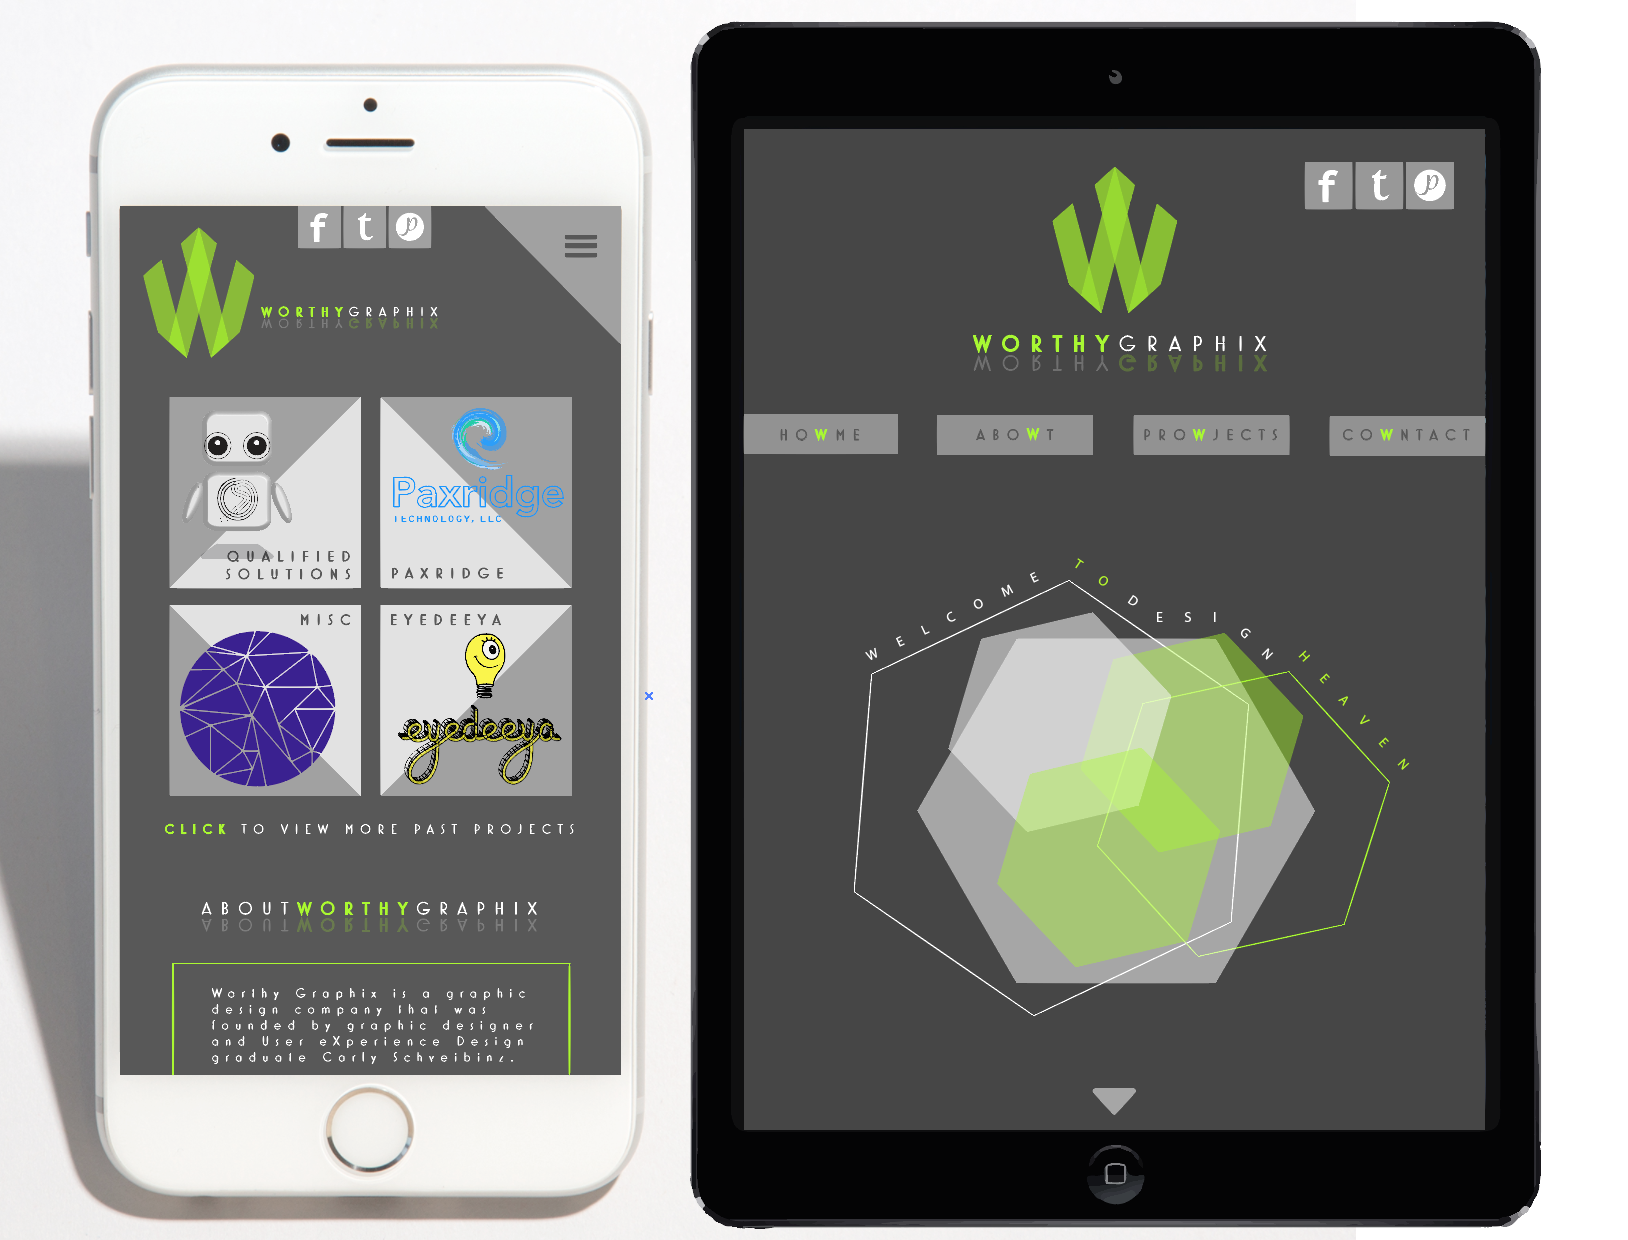 f t p
WORTHYGRAPHIX
QUALIFIED
SOLUTIONS
Paxridge
TECHNOLOGY, LLC
PAXRIDGE
MISC
EYEDEEYA
eyedeeya
CLICK TO VIEW MORE PAST PROJECTS
ABOUTWORTHYGRAPHIX
Worthy Graphix is a graphic
design company that was
founded by graphic designer
and User eXperience Design
graduate Carly
f t p
WORTHYGRAPHIX
HOWME
ABOWT
PROWJECTS
COWNTACT
WELCOME TO DESIGN HEAVEN